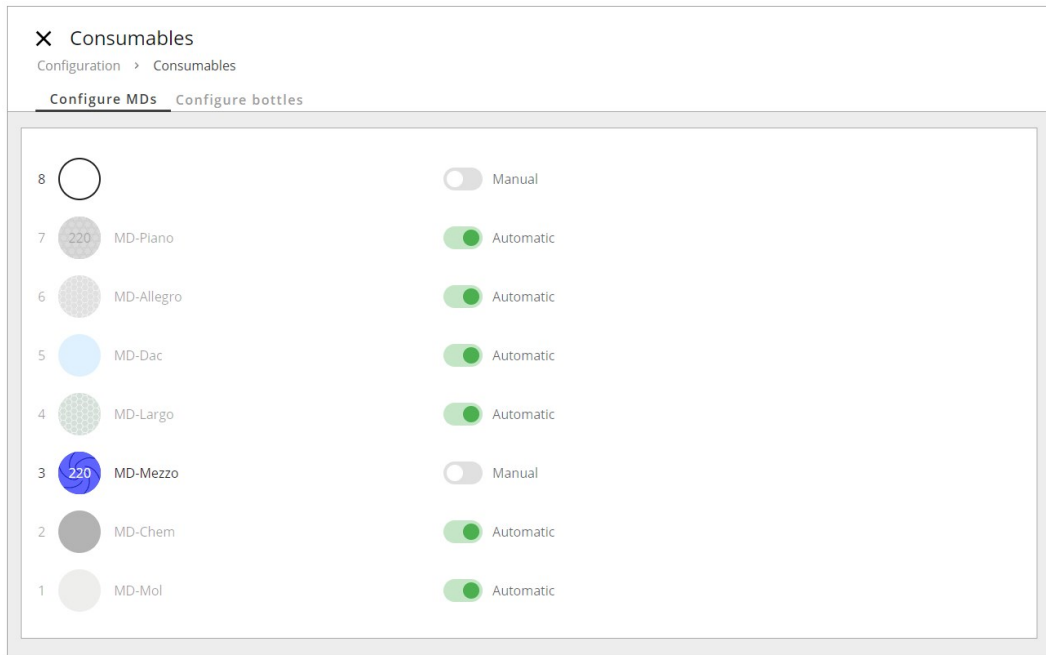 Consumables
Configuration > Consumables
Configure MDs Configure bottles
8 Manual
7 220 MD-Piano Automatic
6 MD-Allegro Automatic
5 MD-Dac Automatic
4 MD-Largo Automatic
3 220 MD-Mezzo Manual
2 MD-Chem Automatic
1 MD-Mol Automatic